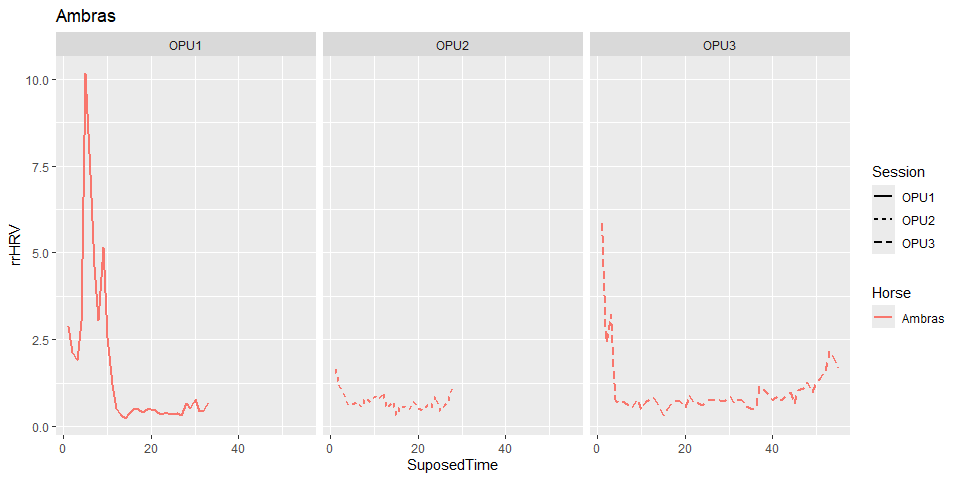 Ambras
OPU1 OPU2 OPU3
10.0
7.5
5.0
2.5
0.0
rrHRV
0 20 40 0 20 40 0 20 40
SuposedTime
Session
OPU1
OPU2
OPU3
Horse
Ambras